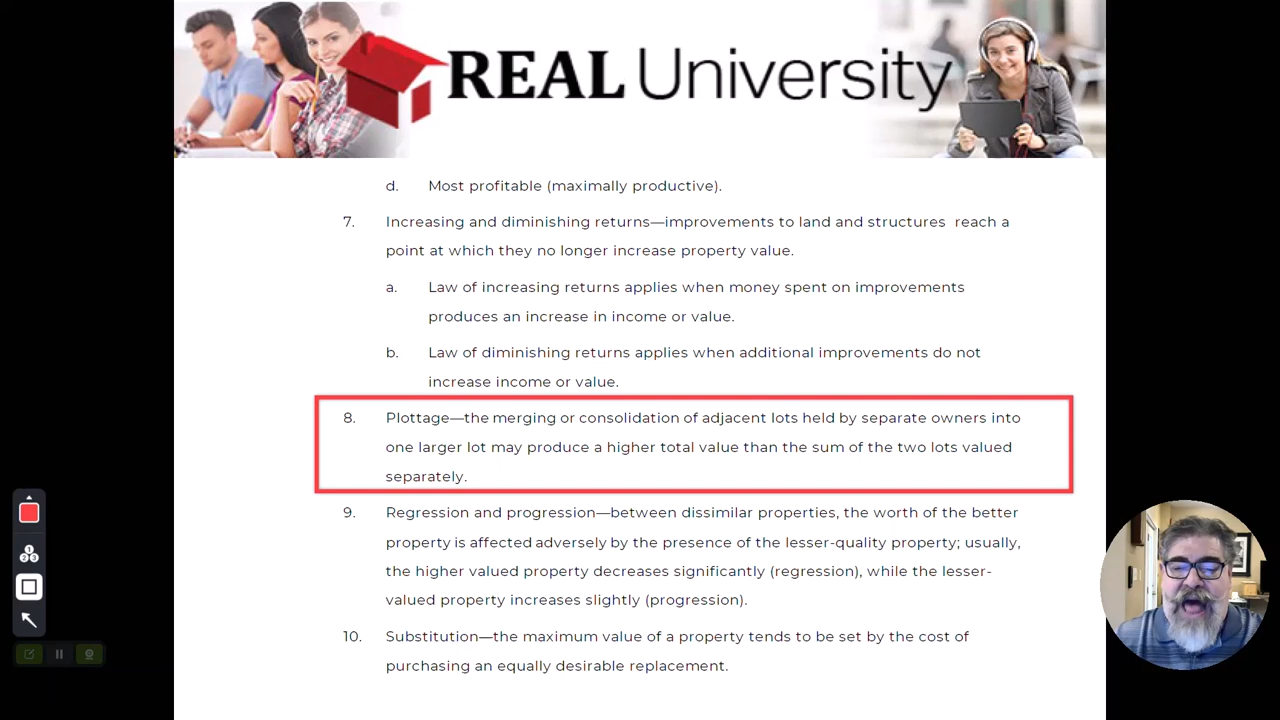 REAL University
d. Most profitable (maximally productive).
7. Increasing and diminishing returns—improvements to land and structures reach a
point at which they no longer increase property value.
a. Law of increasing returns applies when money spent on improvements
produces an increase in income or value.
b. Law of diminishing returns applies when additional improvements do not
increase income or value.
8. Plottage—the merging or consolidation of adjacent lots held by separate owners into
one larger lot may produce a higher total value than the sum of the two lots valued
separately.
9. Regression and progression—between dissimilar properties, the worth of the better
property is affected adversely by the presence of the lesser-quality property; usually,
the higher valued property decreases significantly (regression), while the lesser-
valued property increases slightly (progression).
10. Substitution—the maximum value of a property tends to be set by the cost of
purchasing an equally desirable replacement.